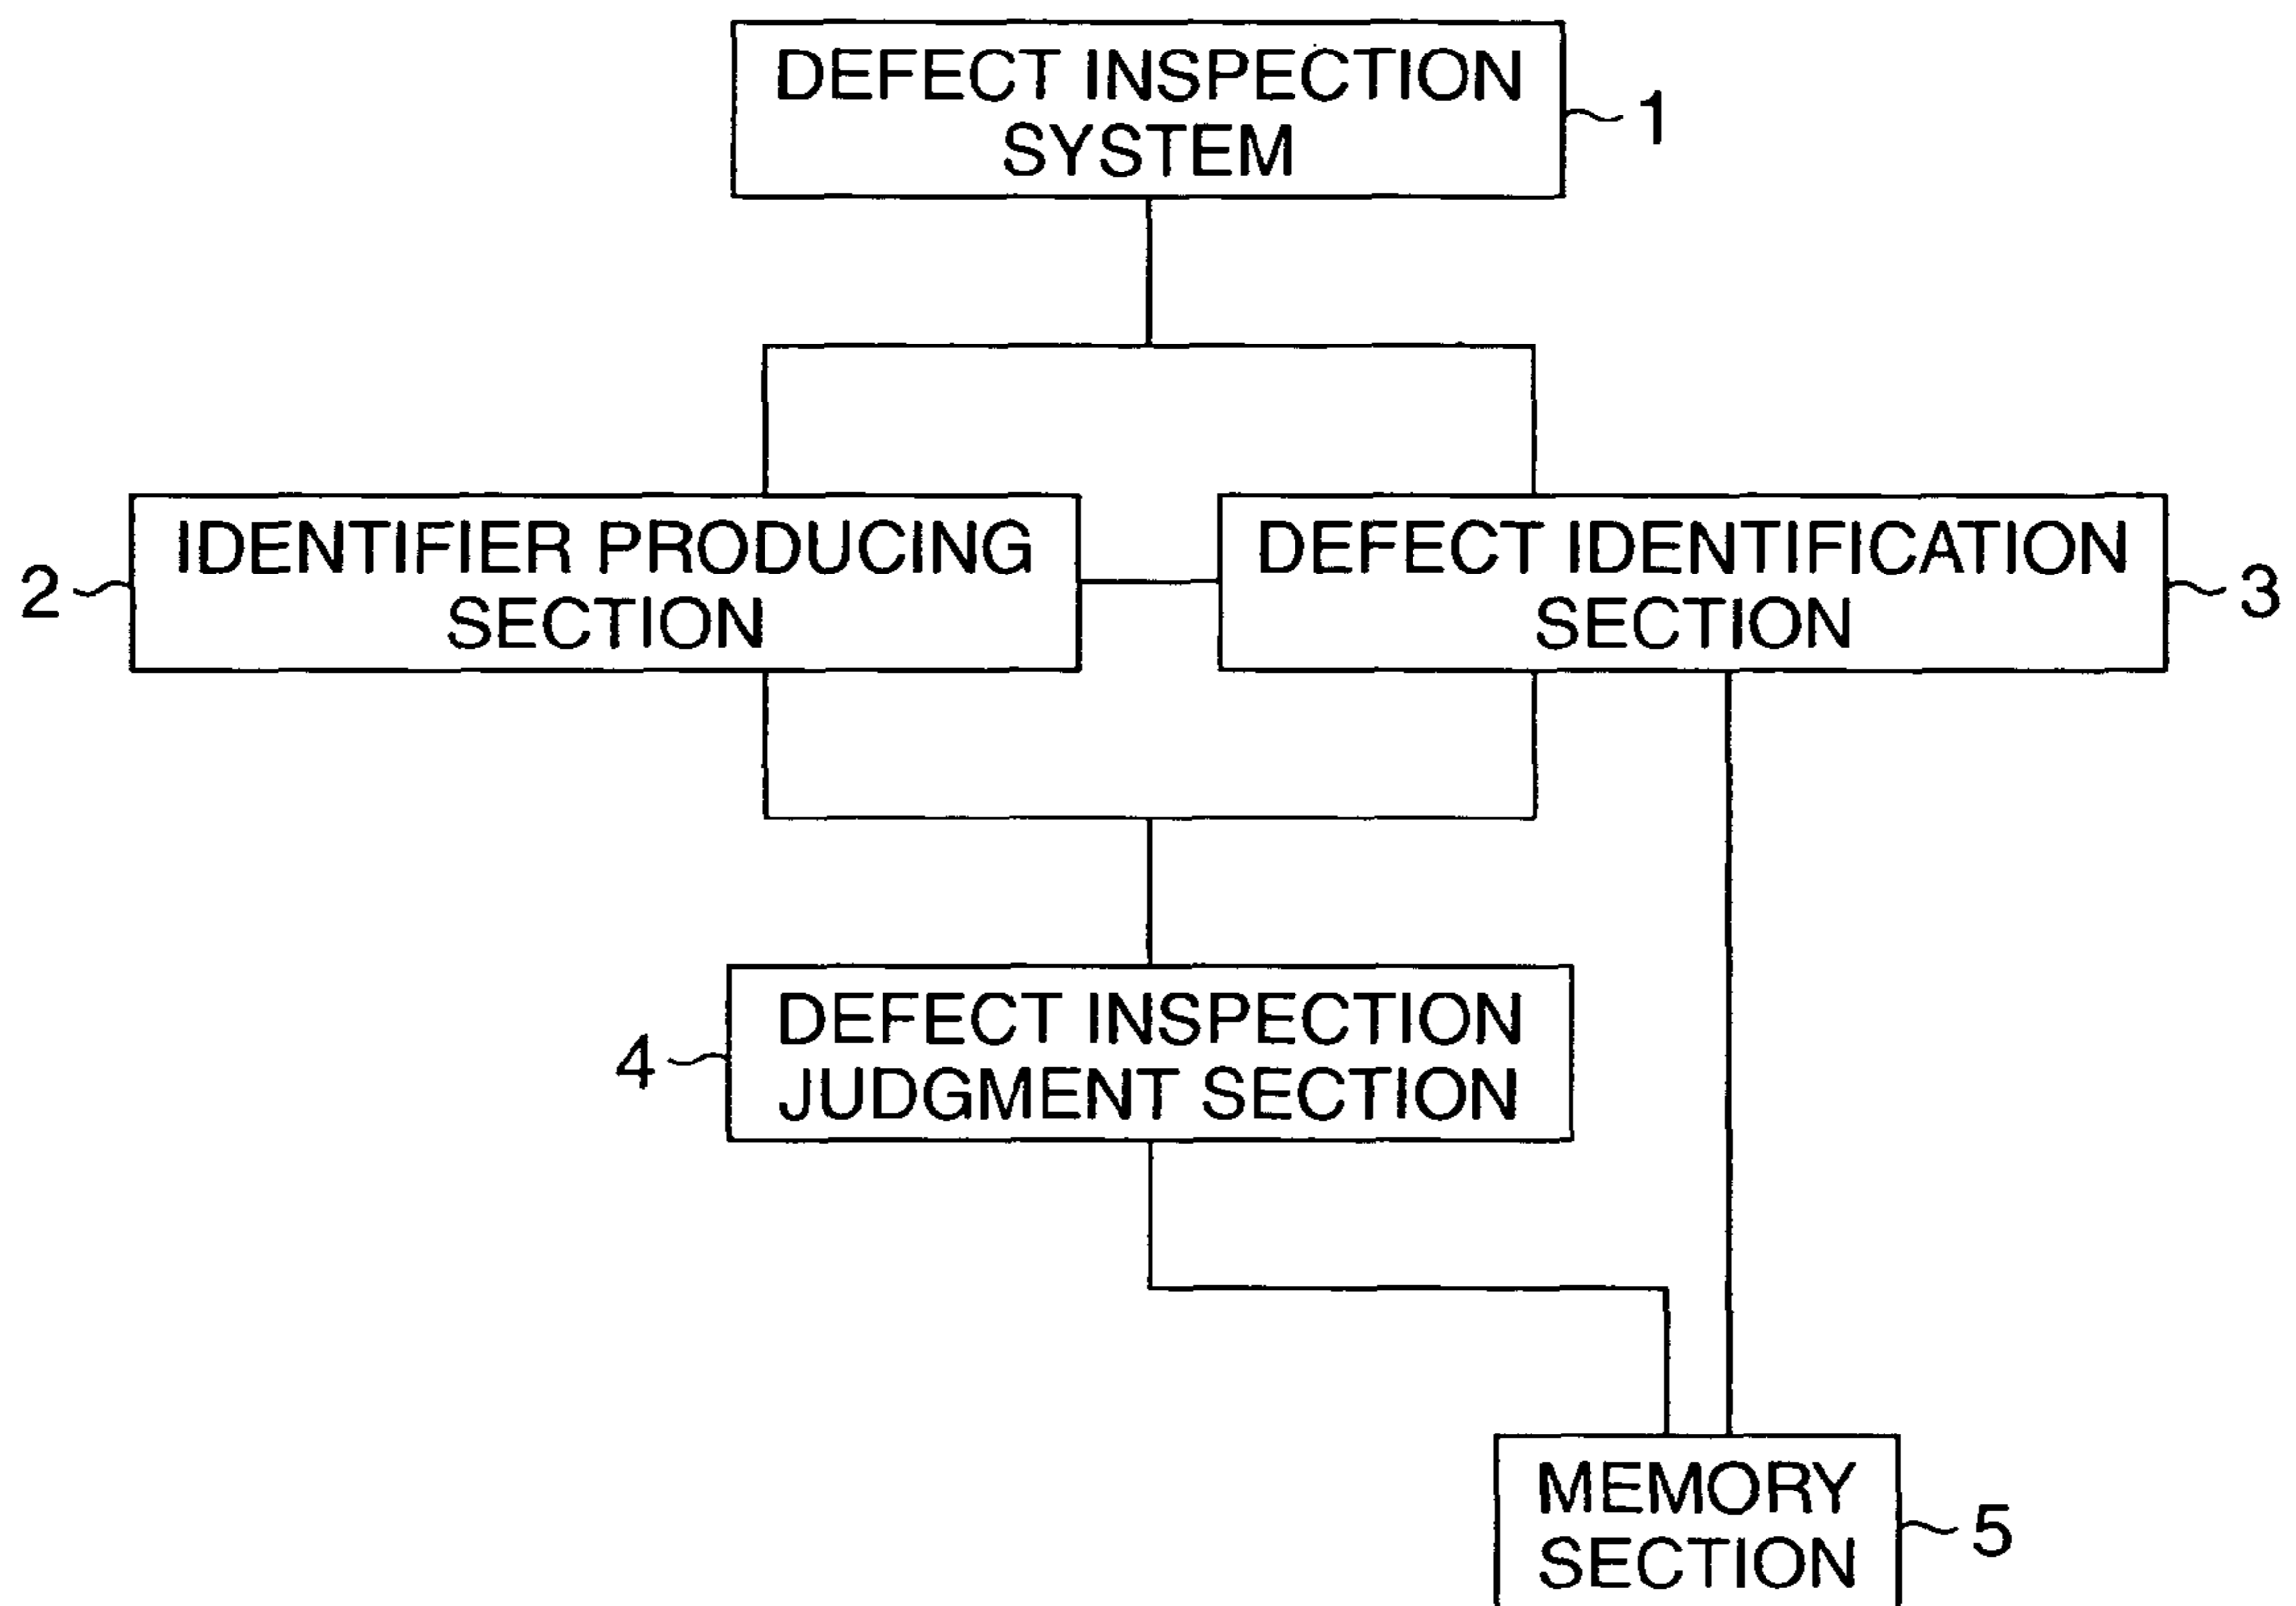 DEFECT INSPECTION
SYSTEM
1
IDENTIFIER PRODUCING
SECTION
2
DEFECT IDENTIFICATION
SECTION
3
DEFECT INSPECTION
JUDGMENT SECTION
4
MEMORY
SECTION
5